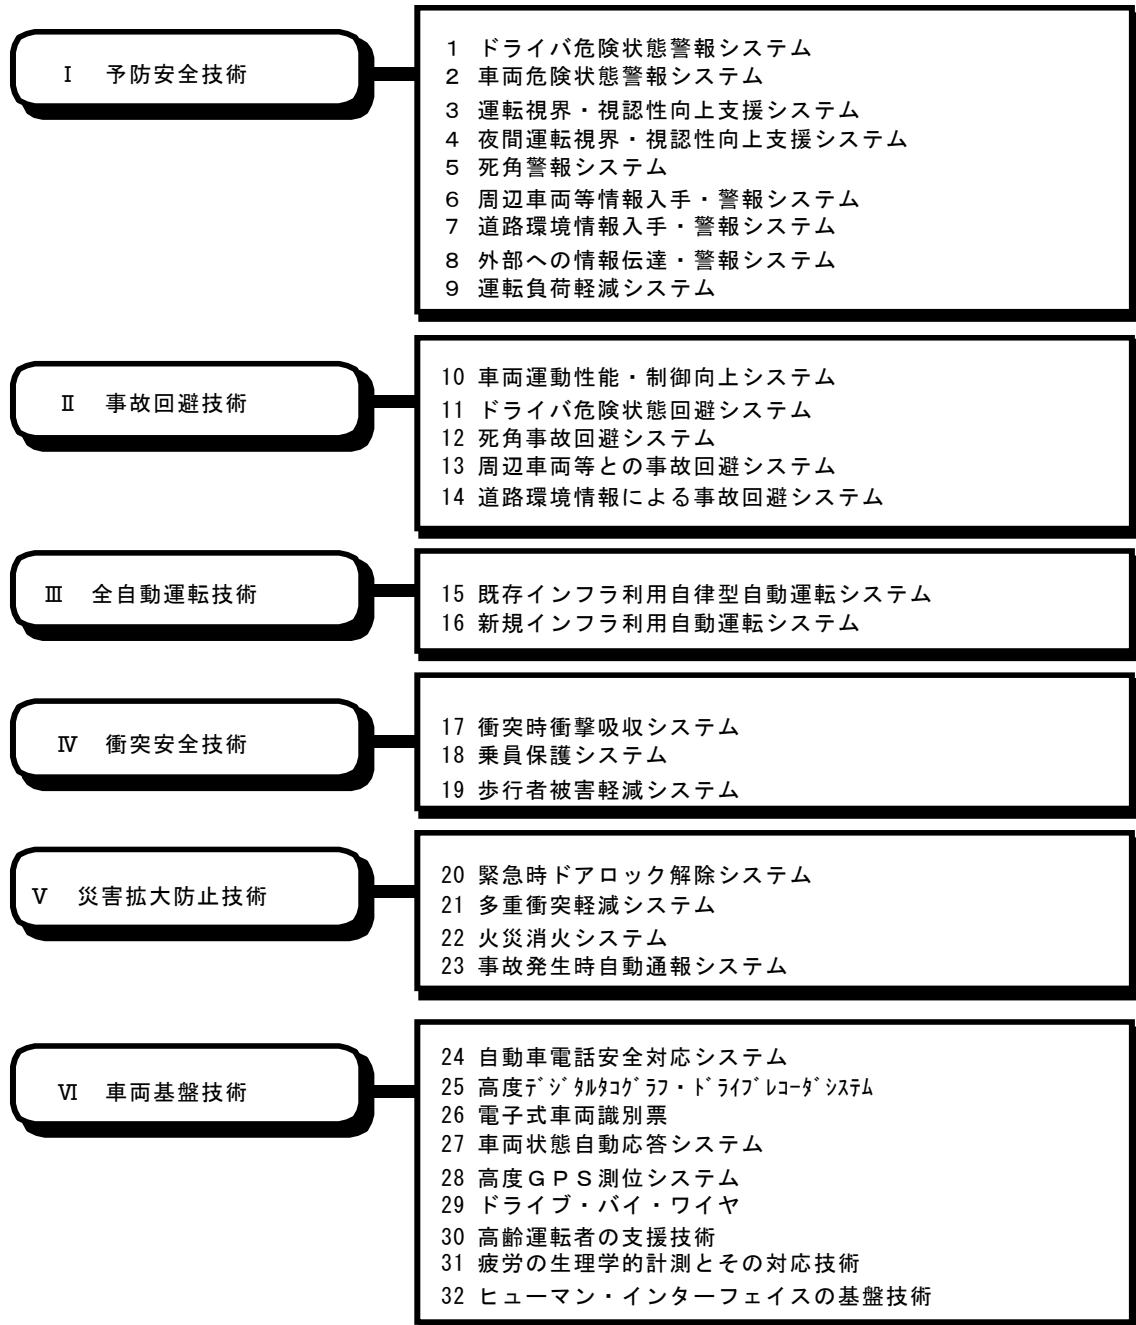 Ⅰ 予防安全技術
1 ドライバ危険状態警報システム
2 車両危険状態警報システム
3 運転視界・視認性向上支援システム
4 夜間運転視界・視認性向上支援システム
5 死角警報システム
6 周辺車両等情報入手・警報システム
7 道路環境情報入手・警報システム
8 外部への情報伝達・警報システム
9 運転負荷軽減システム
Ⅱ 事故回避技術
10 車両運動性能・制御向上システム
11 ドライバ危険状態回避システム
12 死角事故回避システム
13 周辺車両等との事故回避システム
14 道路環境情報による事故回避システム
Ⅲ 全自動運転技術
15 既存インフラ利用自律型自動運転システム
16 新規インフラ利用自動運転システム
Ⅳ 衝突安全技術
17 衝突時衝撃吸収システム
18 乗員保護システム
19 歩行者被害軽減システム
Ⅴ 災害拡大防止技術
20 緊急時ドアロック解除システム
21 多重衝突軽減システム
22 火災消火システム
23 事故発生時自動通報システム
Ⅵ 車両基盤技術
24 自動車電話安全対応システム
25 高度ﾃﾞｼﾞﾀﾙﾀｺｸﾞﾗﾌ・ﾄﾞﾗｲﾌﾞﾚｺｰﾀﾞｼｽﾃﾑ
26 電子式車両識別票
27 車両状態自動応答システム
28 高度ＧＰＳ測位システム
29 ドライブ・バイ・ワイヤ
30 高齢運転者の支援技術
31 疲労の生理学的計測とその対応技術
32 ヒューマン・インターフェイスの基盤技術